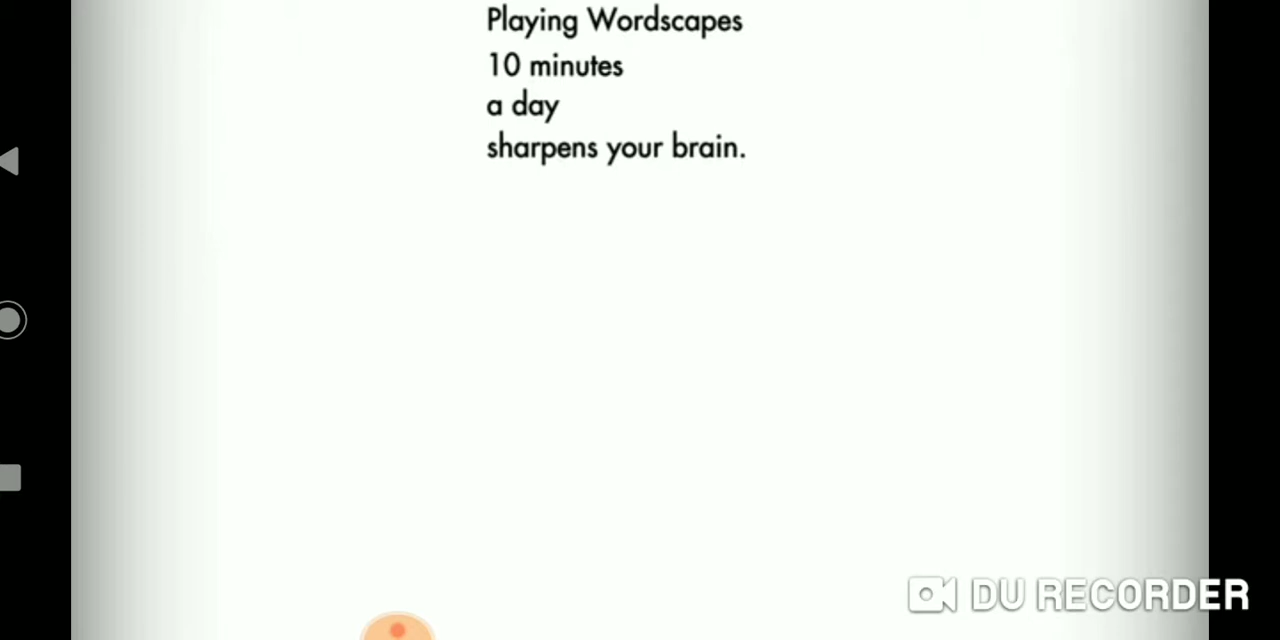 Playing Wordscapes
10 minutes
a day
sharpens your brain.
DU RECORDER